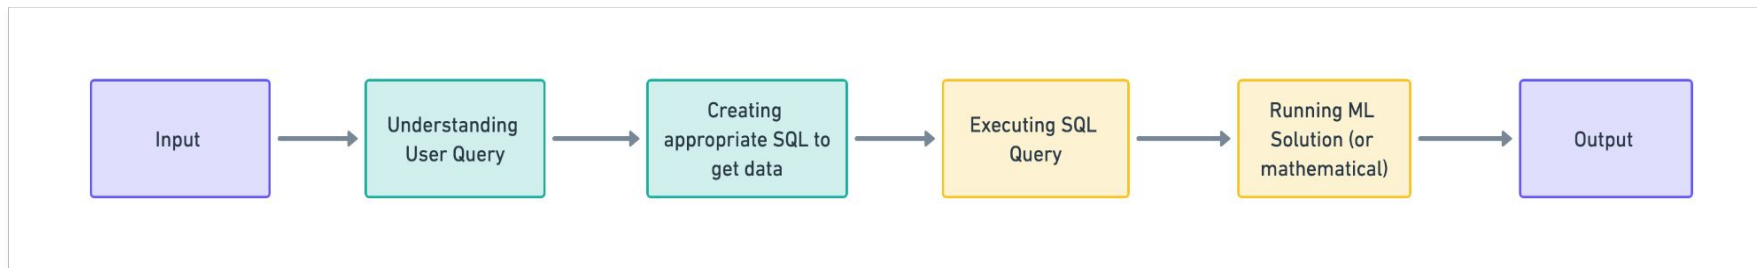 Input
Understanding
User Query
Creating
appropriate SQL to
get data
Executing SQL
Query
Running ML
Solution (or
mathematical)
Output